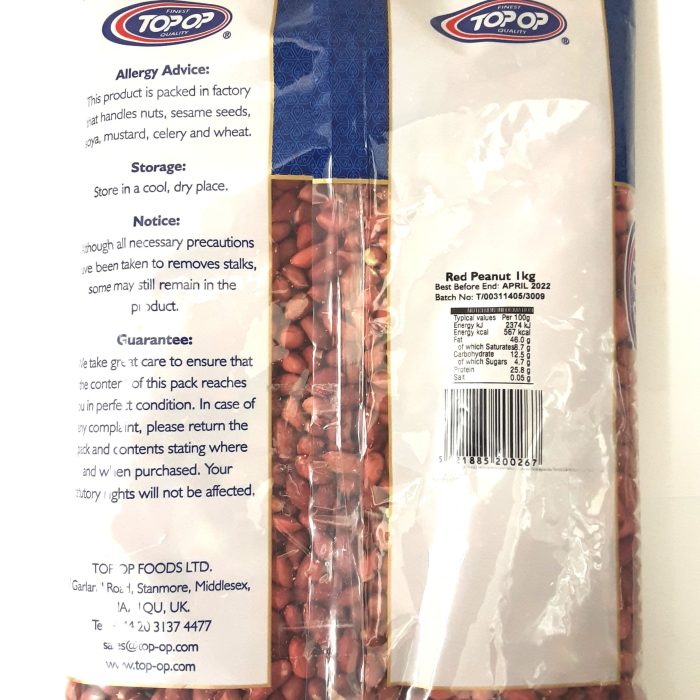 FINEST
TOPOP
QUALITY
®
Allergy Advice:
This product is packed in factory
that handles nuts, sesame seeds,
soya, mustard, celery and wheat.
Storage:
Store in a cool, dry place.
Notice:
though all necessary precautions
have been taken to removes stalks,
some may still remain in the
product.
Guarantee:
We take great care to ensure that
the content of this pack reaches
you in perfect condition. In case of
any complaint, please return the
pack and contents stating where
and when purchased. Your
statutory rights will not be affected.
TOP OP FOODS LTD.
Road, Stanmore, Middlesex,
UK.
20 3137 4477
sales@top-op.com
www.top-op.com
FINEST
TOPOP
QUALITY
®
Red Peanut 1kg
Best Before End: APRIL 2022
Batch No: T/00311405/3009
Typical values Per 100g
Energy kJ 2374 kJ
Energy kcal 567 kcal
Fat 46.0 g
of which Saturates 8.7 g
Carbohydrate 12.5 g
of which Sugars 4.7 g
Protein 25.8 g
Salt 0.05 g
21885 200267